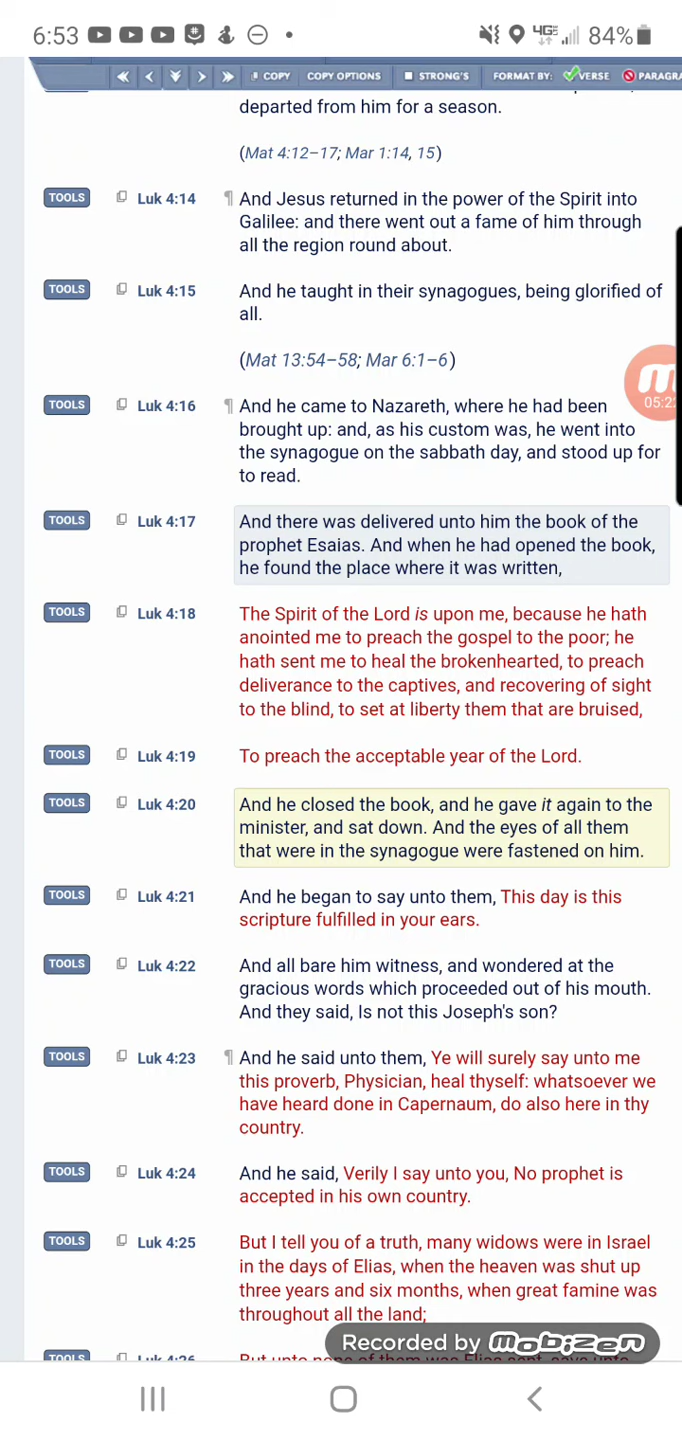 6:53
4G
84%
COPY
COPY OPTIONS
STRONG'S
FORMAT BY:
VERSE
PARAGRA
departed from him for a season.
(Mat 4:12–17; Mar 1:14, 15)
TOOLS Luk 4:14 ¶ And Jesus returned in the power of the Spirit into
Galilee: and there went out a fame of him through
all the region round about.
TOOLS Luk 4:15 And he taught in their synagogues, being glorified of
all.
(Mat 13:54–58; Mar 6:1–6)
05:22
TOOLS Luk 4:16 ¶ And he came to Nazareth, where he had been
brought up: and, as his custom was, he went into
the synagogue on the sabbath day, and stood up for
to read.
TOOLS Luk 4:17 And there was delivered unto him the book of the
prophet Esaias. And when he had opened the book,
he found the place where it was written,
TOOLS Luk 4:18 The Spirit of the Lord is upon me, because he hath
anointed me to preach the gospel to the poor; he
hath sent me to heal the brokenhearted, to preach
deliverance to the captives, and recovering of sight
to the blind, to set at liberty them that are bruised,
TOOLS Luk 4:19 To preach the acceptable year of the Lord.
TOOLS Luk 4:20 And he closed the book, and he gave it again to the
minister, and sat down. And the eyes of all them
that were in the synagogue were fastened on him.
TOOLS Luk 4:21 And he began to say unto them, This day is this
scripture fulfilled in your ears.
TOOLS Luk 4:22 And all bare him witness, and wondered at the
gracious words which proceeded out of his mouth.
And they said, Is not this Joseph's son?
TOOLS Luk 4:23 ¶ And he said unto them, Ye will surely say unto me
this proverb, Physician, heal thyself: whatsoever we
have heard done in Capernaum, do also here in thy
country.
TOOLS Luk 4:24 And he said, Verily I say unto you, No prophet is
accepted in his own country.
TOOLS Luk 4:25 But I tell you of a truth, many widows were in Israel
in the days of Elias, when the heaven was shut up
three years and six months, when great famine was
throughout all the land;
Recorded by mobizen
TOOLS Luk 4:26 But unto none of them was Elias sent, save unto